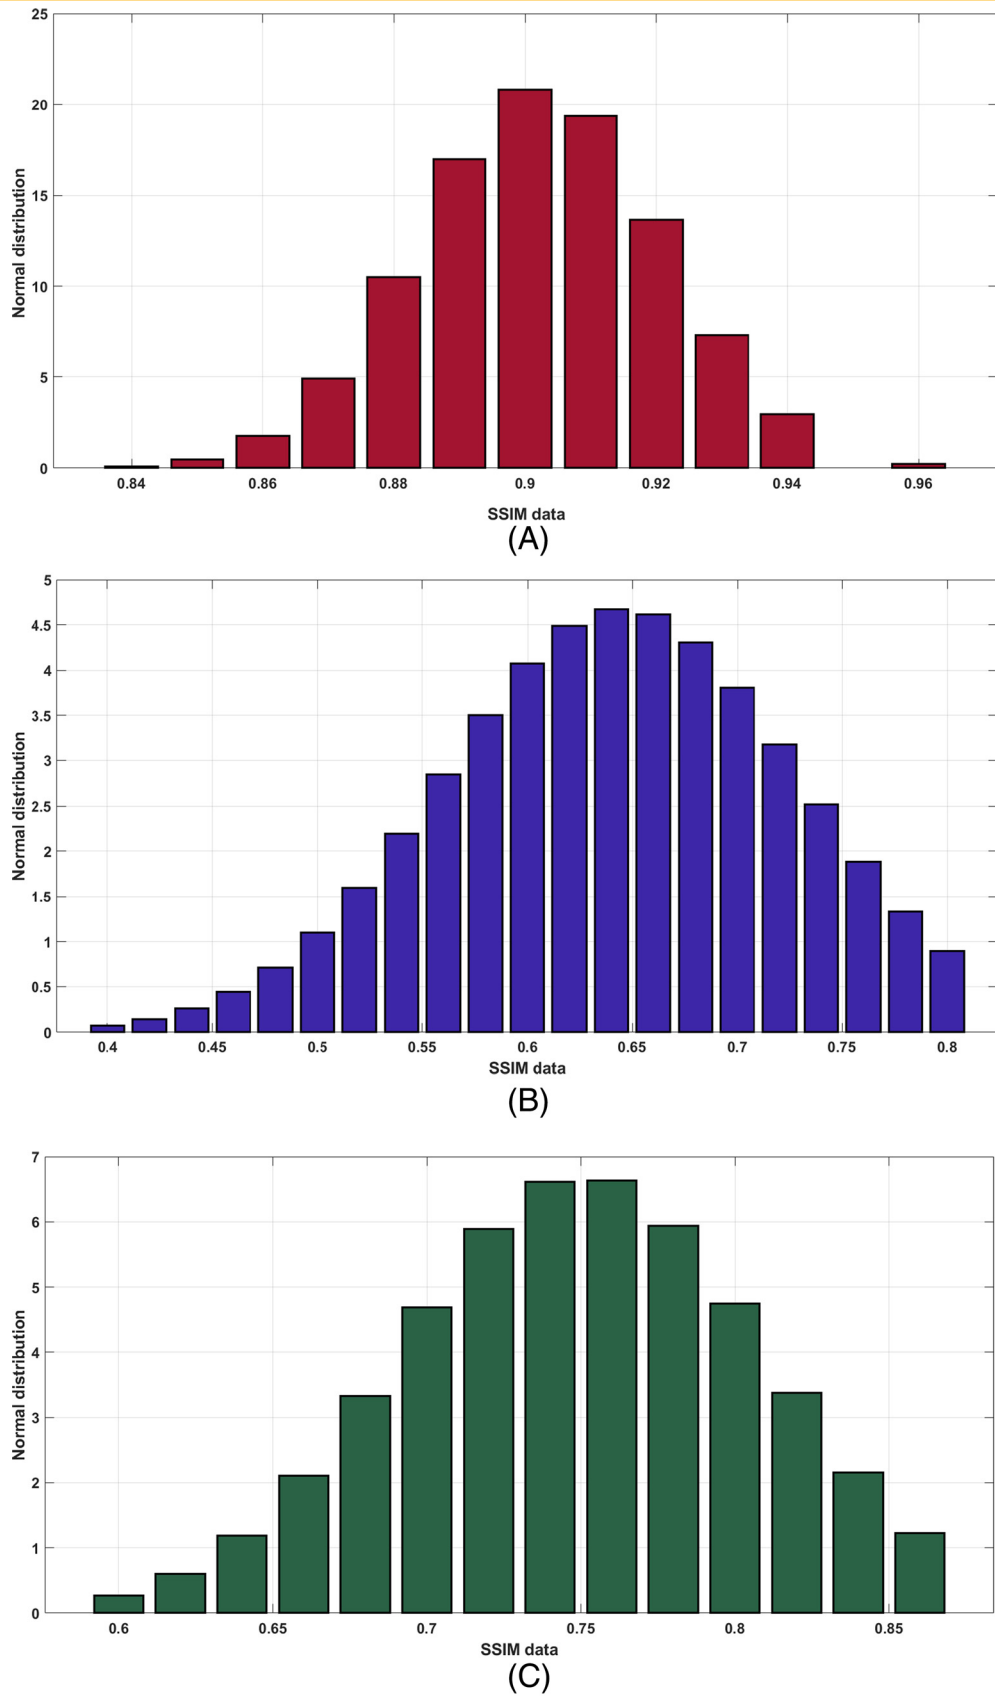 25
20
15
10
5
0
Normal distribution
0.84 0.86 0.88 0.9 0.92 0.94 0.96
SSIM data
(A)
5
4.5
4
3.5
3
2.5
2
1.5
1
0.5
0
Normal distribution
0.4 0.45 0.5 0.55 0.6 0.65 0.7 0.75 0.8
SSIM data
(B)
7
6
5
4
3
2
1
0
Normal distribution
0.6 0.65 0.7 0.75 0.8 0.85
SSIM data
(C)